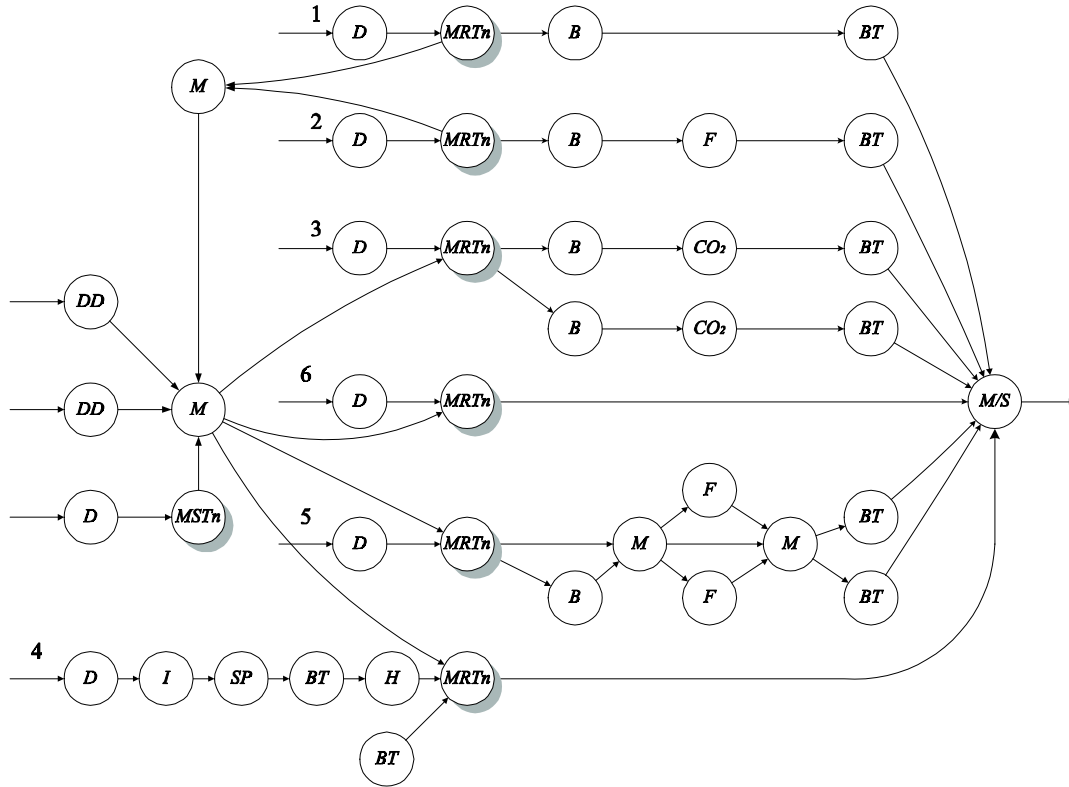 1
D MRTn B BT
M
2
D MRTn B F BT
3
D MRTn B CO₂ BT
DD
B CO₂ BT
6
D MRTn M/S
DD M
F
5
D MSTn BT
D MRTn M M
B F BT
4
D I SP BT H MRTn
BT